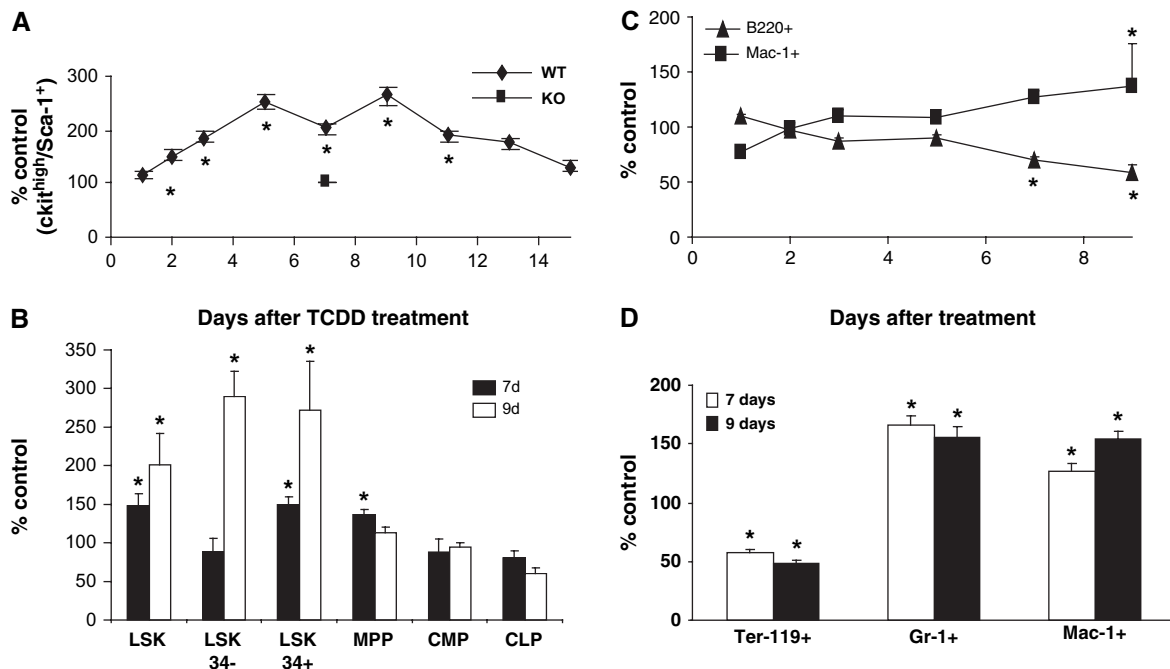 A
% control
(ckit^high/Sca-1^+)
300
200
100
0
WT
KO
*
*
*
*
*
*
0 2 4 6 8 10 12 14
Days after TCDD treatment
B
% control
350
300
250
200
150
100
50
0
7d
9d
*
*
*
*
*
*
LSK
LSK
34-
LSK
34+
MPP
CMP
CLP
C
% control
200
150
100
50
0
B220+
Mac-1+
*
*
*
0 2 4 6 8
Days after treatment
D
% control
200
150
100
50
0
7 days
9 days
*
*
*
*
*
*
Ter-119+
Gr-1+
Mac-1+